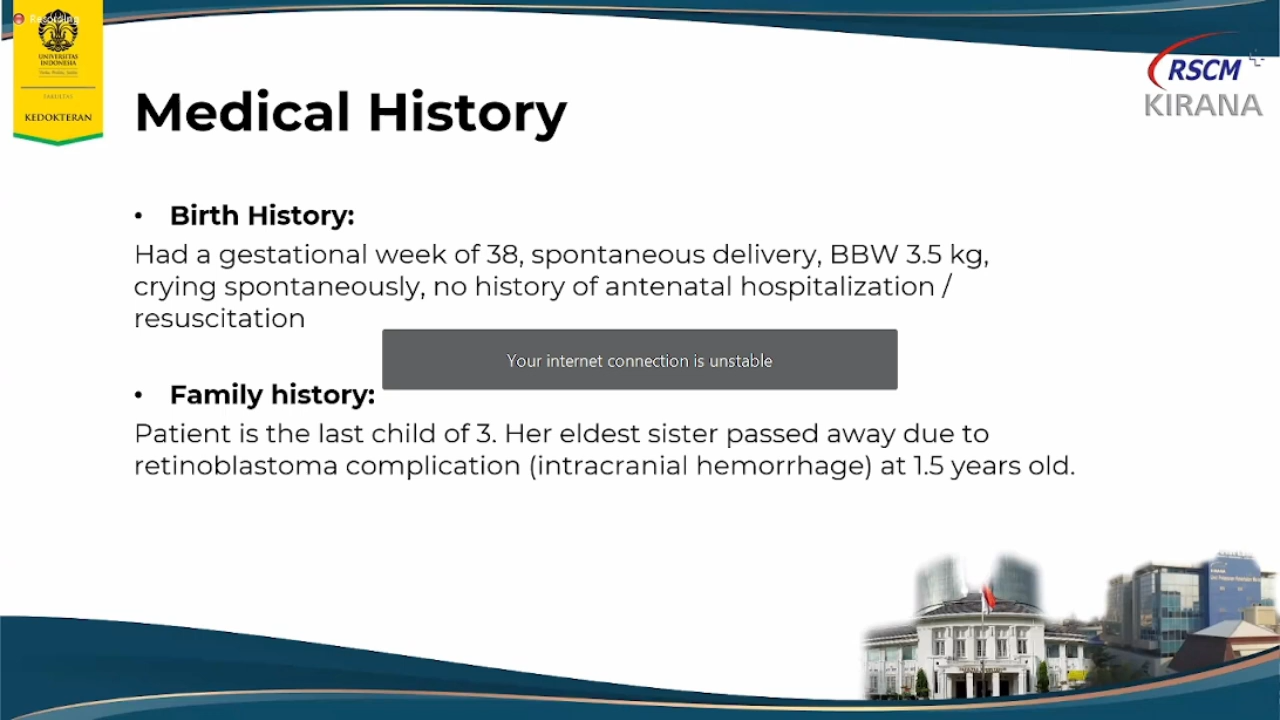 Recording
UNIVERSITAS
INDONESIA
FAKULTAS
KEDOKTERAN
RSCM
KIRANA
Medical History
• Birth History:
Had a gestational week of 38, spontaneous delivery, BBW 3.5 kg,
crying spontaneously, no history of antenatal hospitalization /
resuscitation
Your internet connection is unstable
• Family history:
Patient is the last child of 3. Her eldest sister passed away due to
retinoblastoma complication (intracranial hemorrhage) at 1.5 years old.